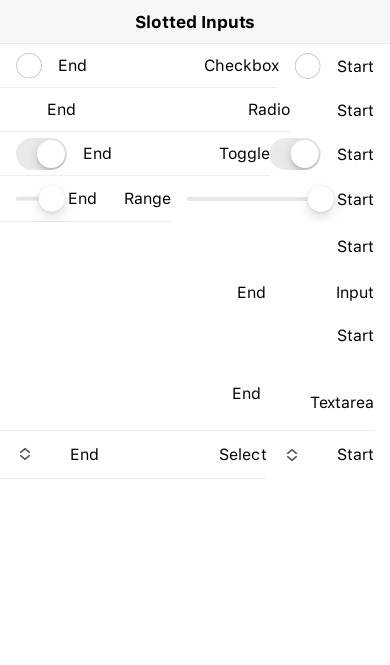 Slotted Inputs
End Checkbox Start
End Radio Start
End Toggle Start
End Range Start
Start
End Input
Start
End
Textarea
End Select Start